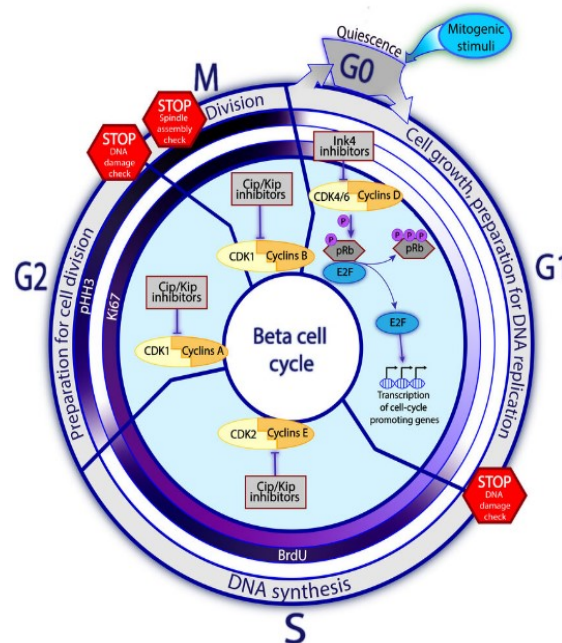 Mitogenic
stimuli
Quiescence
G0
M
Division
STOP
Spindle
assembly
check
STOP
DNA
damage
check
Cell growth, preparation for DNA replication
G1
Ink4
inhibitors
CDK4/6 Cyclins D
P
P
pRb
E2F
P P P
pRb
E2F
Transcription
of cell-cycle
promoting genes
Cip/Kip
inhibitors
CDK1 Cyclins B
G2
Preparation for cell division
pHH3
Ki67
Cip/Kip
inhibitors
CDK1 Cyclins A
Beta cell
cycle
CDK2 Cyclins E
Cip/Kip
inhibitors
STOP
DNA
damage
check
BrdU
DNA synthesis
S